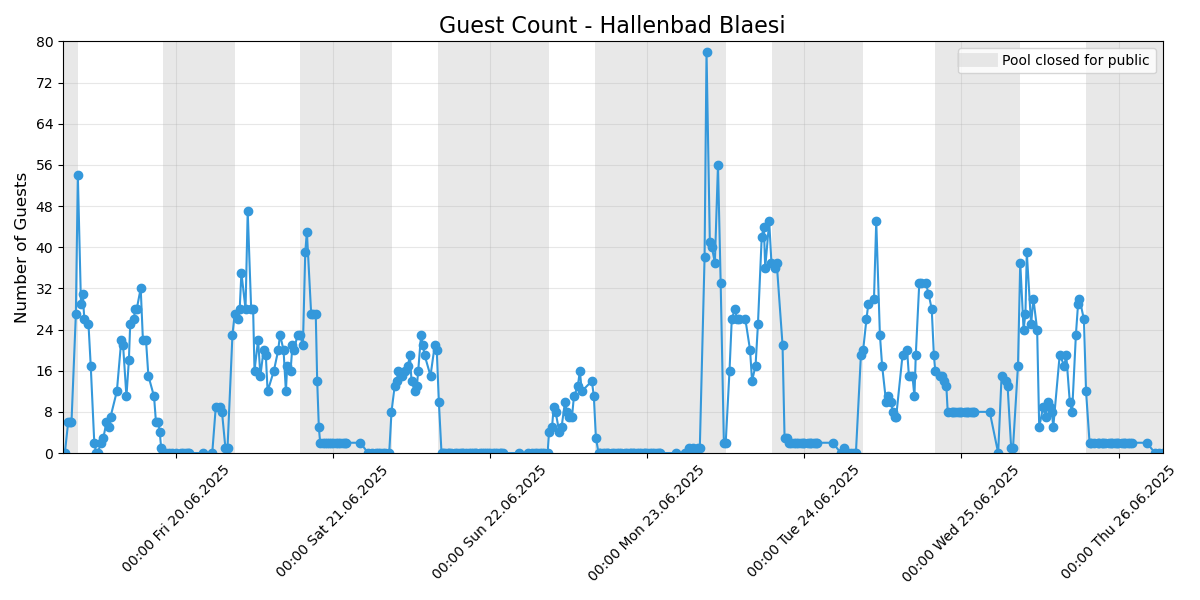 Guest Count - Hallenbad Blaesi
Pool closed for public
Number of Guests
80
72
64
56
48
40
32
24
16
8
0
00:00 Fri 20.06.2025
00:00 Sat 21.06.2025
00:00 Sun 22.06.2025
00:00 Mon 23.06.2025
00:00 Tue 24.06.2025
00:00 Wed 25.06.2025
00:00 Thu 26.06.2025